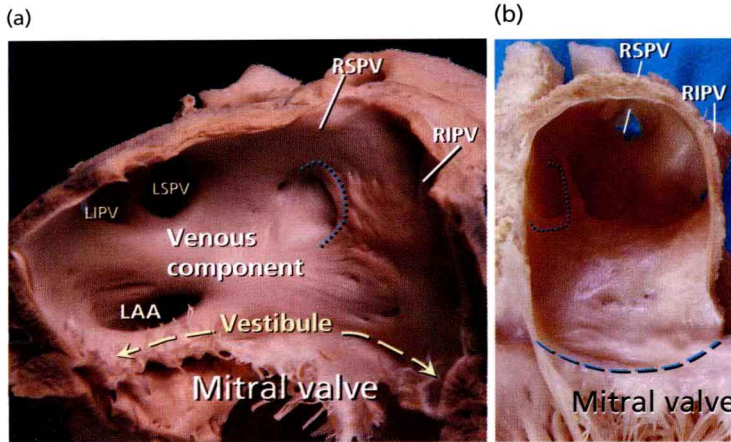 (a)
RSPV
RIPV
LSPV
LIPV
Venous
component
LAA
Vestibule
Mitral valve
(b)
RSPV
RIPV
Mitral valve